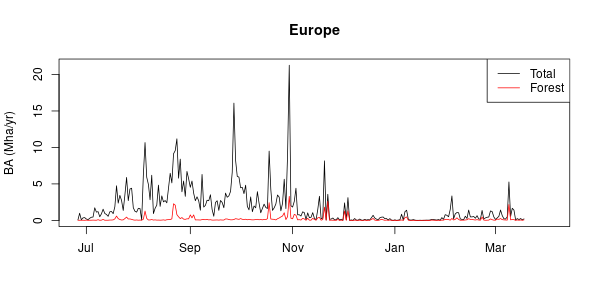 Europe
Total
Forest
BA (Mha/yr)
20
15
10
5
0
Jul Sep Nov Jan Mar